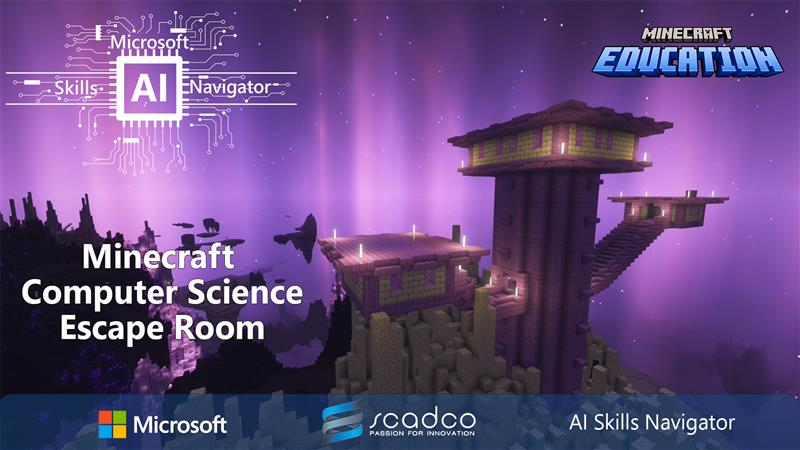 Microsoft
Skills AI Navigator
MINECRAFT
EDUCATION
Minecraft
Computer Science
Escape Room
Microsoft
scadco
PASSION FOR INNOVATION
AI Skills Navigator